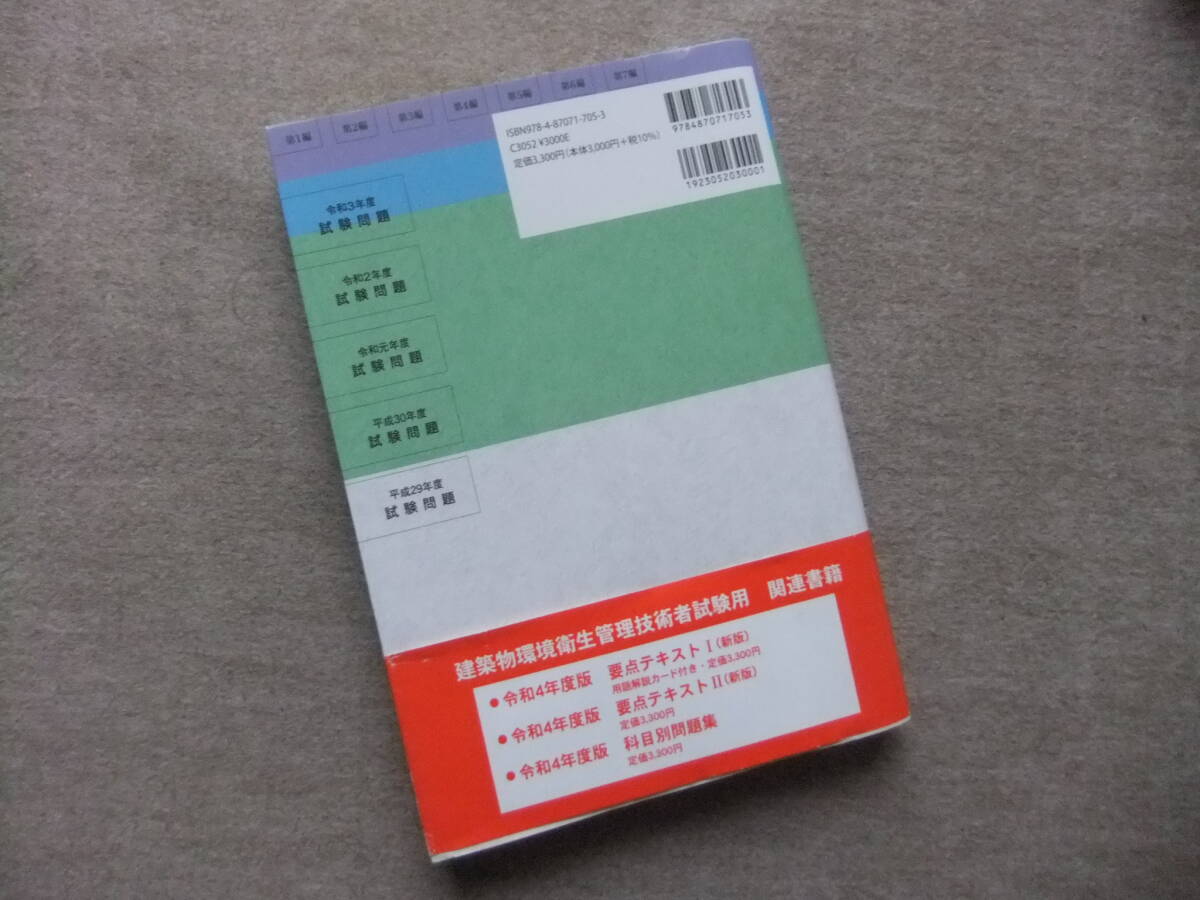 第1編
第2編
第3編
第4編
第5編
第6編
第7編
ISBN978-4-87071-705-3
C3052 ¥3000E
定価3,300円(本体3,000円+税10%)
9784870717053
1923052030001
令和3年度
試験問題
令和2年度
試験問題
令和元年度
試験問題
平成30年度
試験問題
平成29年度
試験問題
建築物環境衛生管理技術者試験用 関連書籍
●令和4年度版 要点テキストⅠ(新版)
用語解説カード付き・定価3,300円
●令和4年度版 要点テキストⅡ(新版)
定価3,300円
●令和4年度版 科目別問題集
定価3,300円